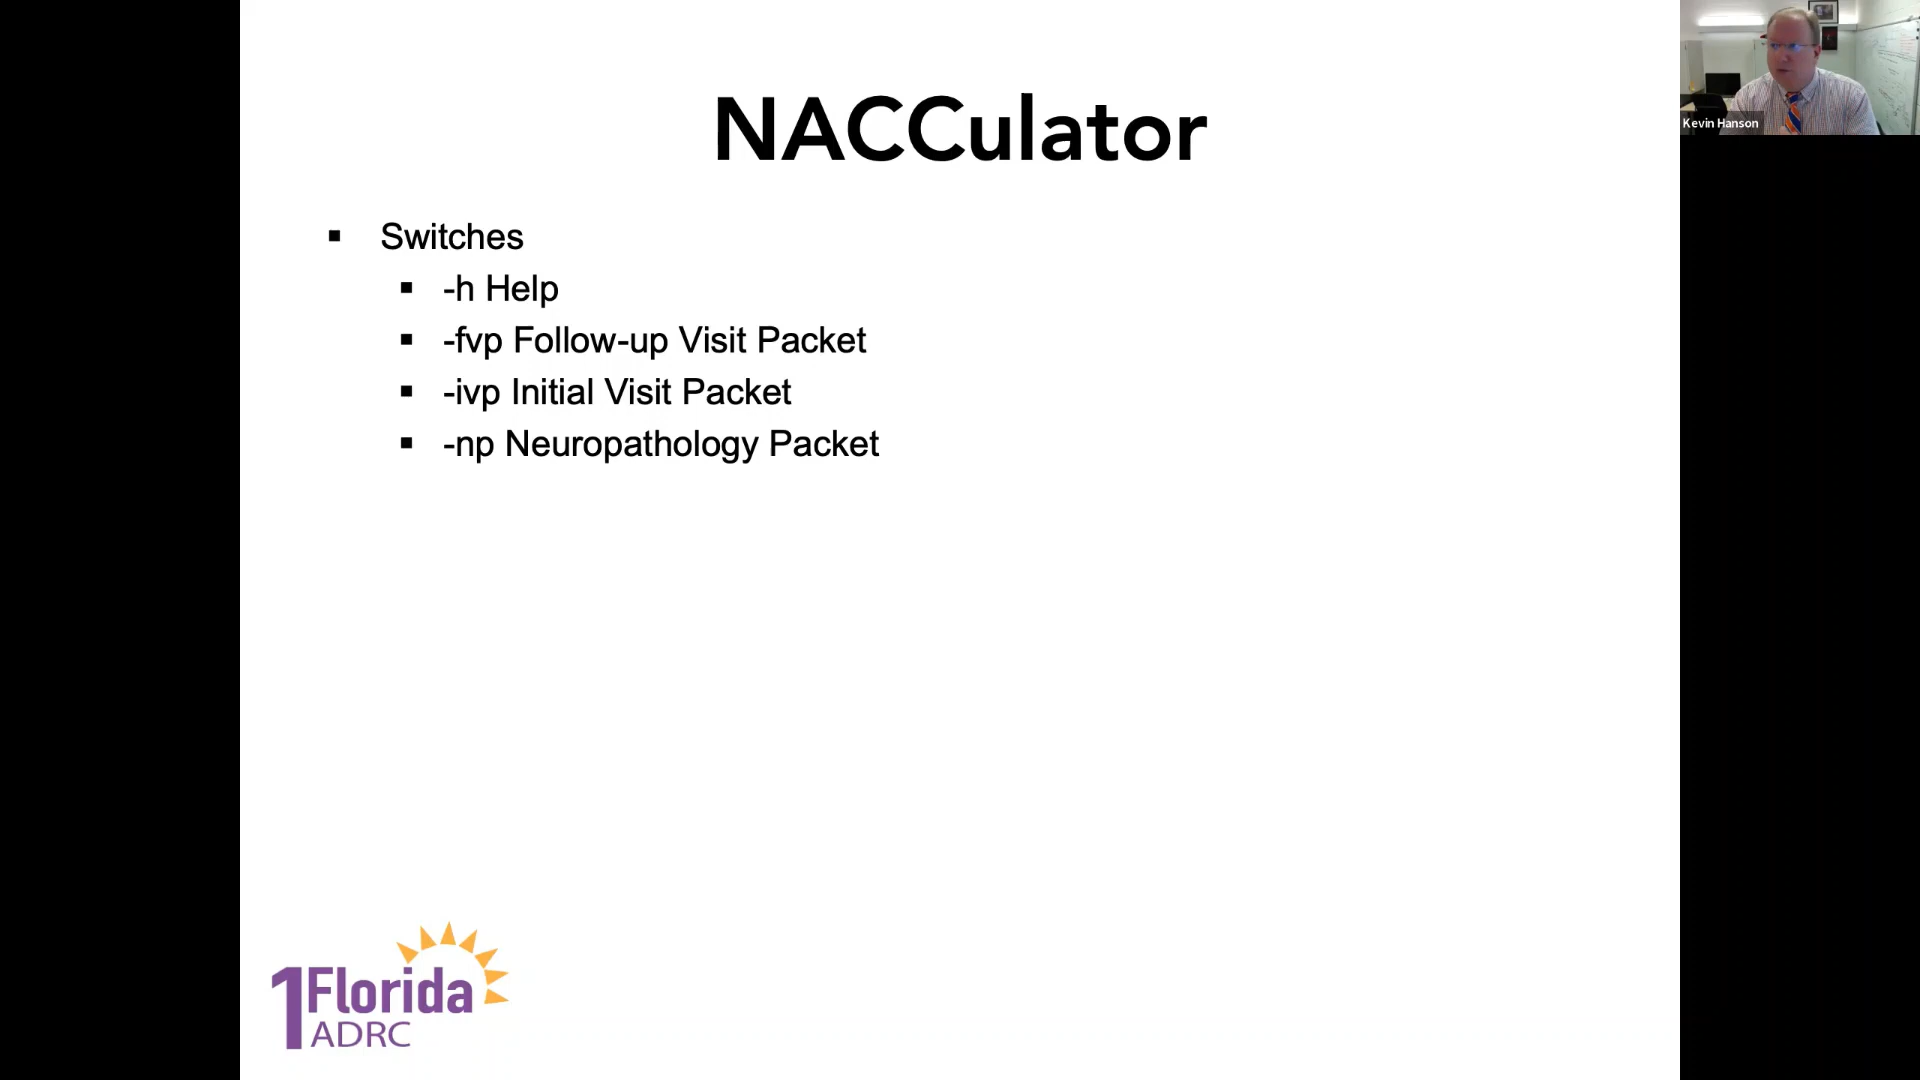 NACCulator
Kevin Hanson
▪ Switches
▪ -h Help
▪ -fvp Follow-up Visit Packet
▪ -ivp Initial Visit Packet
▪ -np Neuropathology Packet
1Florida
ADRC